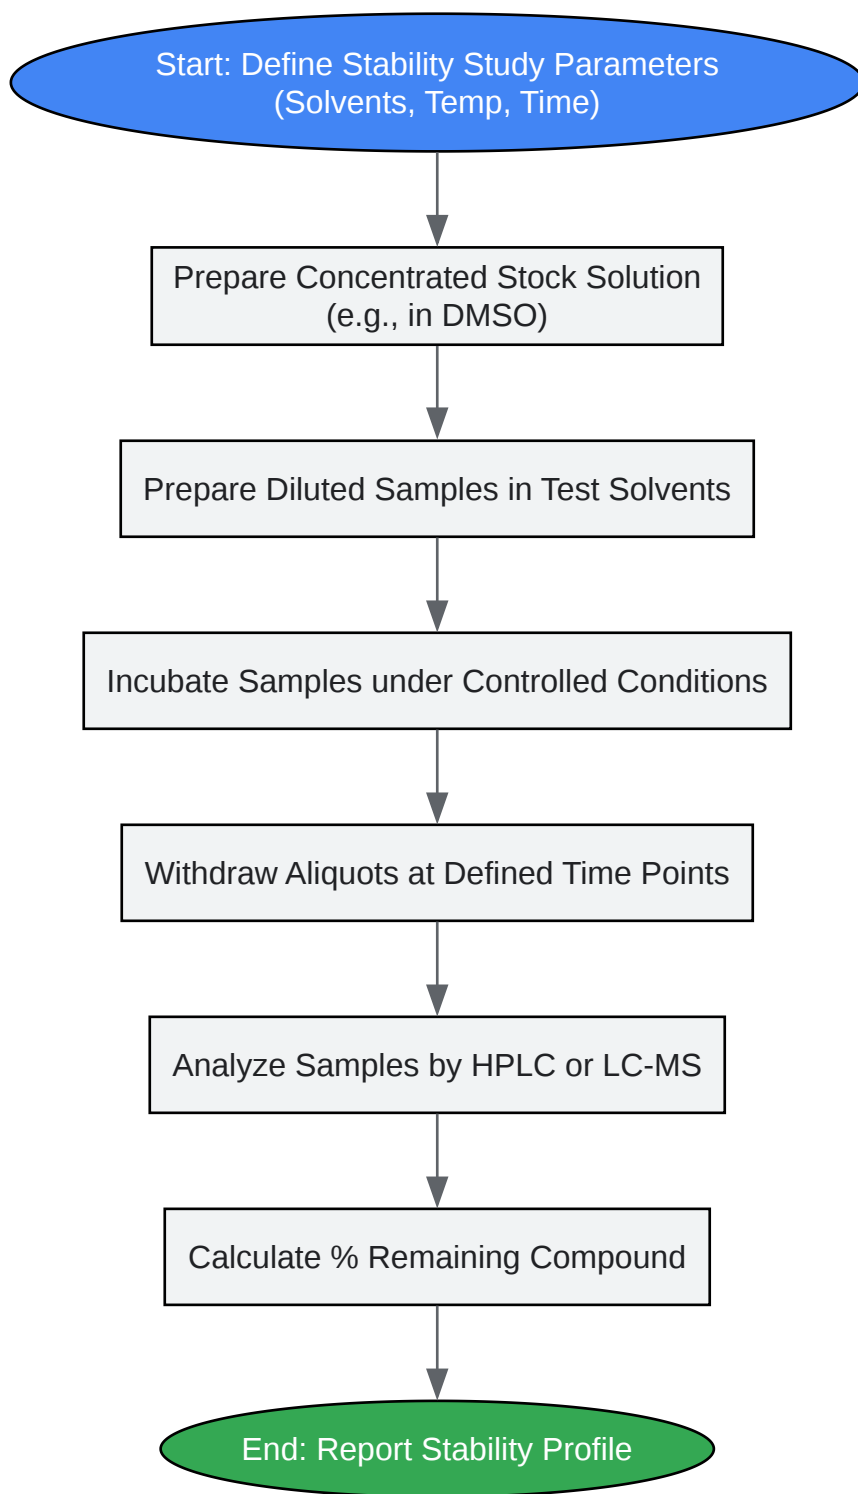 Start: Define Stability Study Parameters
(Solvents, Temp, Time)
Prepare Concentrated Stock Solution
(e.g., in DMSO)
Prepare Diluted Samples in Test Solvents
Incubate Samples under Controlled Conditions
Withdraw Aliquots at Defined Time Points
Analyze Samples by HPLC or LC-MS
Calculate % Remaining Compound
End: Report Stability Profile